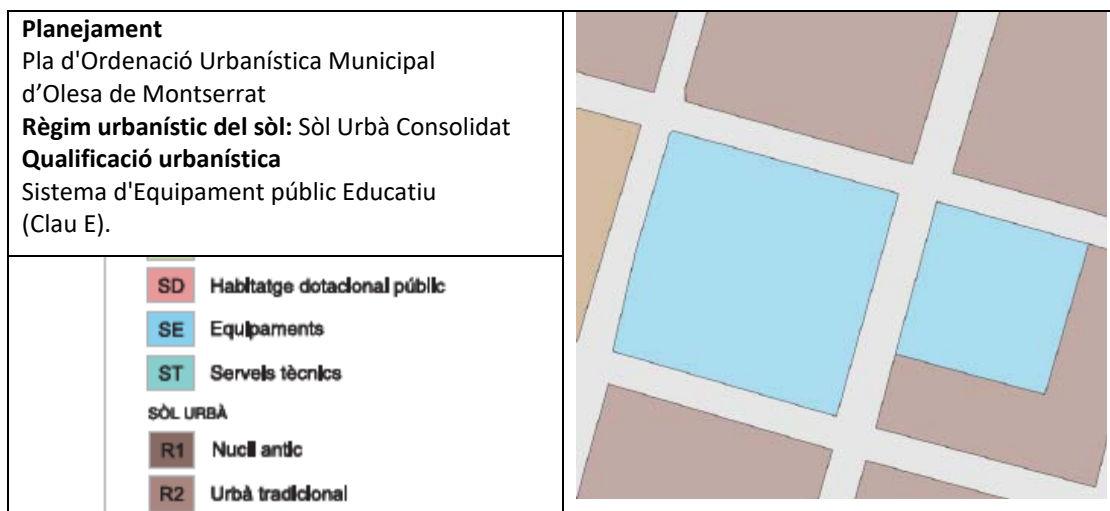 Planejament
Pla d'Ordenació Urbanística Municipal
d’Olesa de Montserrat
Règim urbanístic del sòl: Sòl Urbà Consolidat
Qualificació urbanística
Sistema d'Equipament públic Educatiu
(Clau E).
SD Habitatge dotacional públic
SE Equipaments
ST Serveis tècnics
SÒL URBÀ
R1 Nucli antic
R2 Urbà tradicional